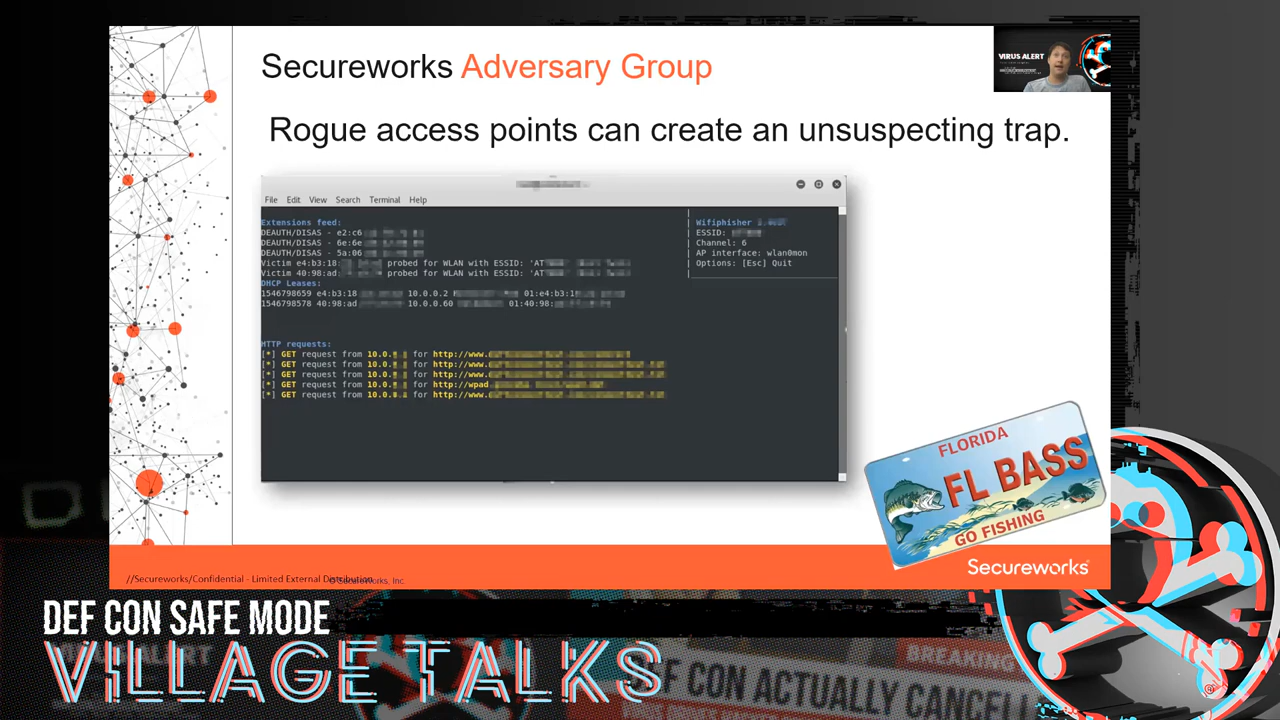 Secureworks Adversary Group
VIRUS ALERT
Rogue access points can create an unsuspecting trap.
File Edit View Search Terminal Help
Extensions feed:
DEAUTH/DISAS - e2:c6
DEAUTH/DISAS - 6e:6e
DEAUTH/DISAS - 5a:06
Victim e4:b3:18: probed for WLAN with ESSID: 'AT
Victim 40:98:ad: probed for WLAN with ESSID: 'AT
DHCP Leases:
1546798659 e4:b3:18 10.0.0.2 01:e4:b3:1
1546798578 40:98:ad 10.0.0.60 01:40:98:
HTTP requests:
[*] GET request from 10.0. for http://www.
[*] GET request from 10.0. for http://www.
[*] GET request from 10.0. for http://www.
[*] GET request from 10.0. for http://wpad
[*] GET request from 10.0. for http://www.
| Wifiphisher
| ESSID:
| Channel: 6
| AP interface: wlan0mon
| Options: [Esc] Quit
FLORIDA
FL BASS
GO FISHING
//Secureworks/Confidential - Limited External Distribution
© SecureWorks, Inc.
Secureworks
DEF CON SAFE MODE
VILLAGE TALKS
BREAKING
DEF CON ACTUALLY CANCELL